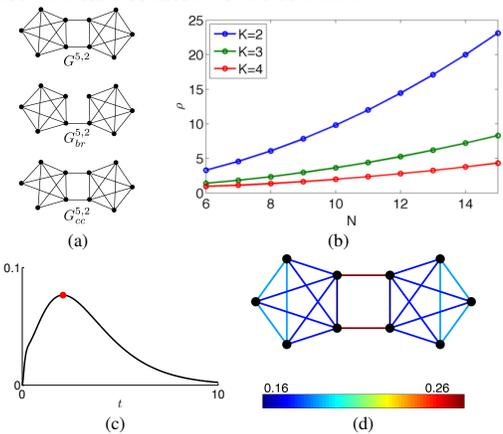 G^{5,2}
G_{br}^{5,2}
G_{cc}^{5,2}
(a)
25
20
15
10
5
0
ρ
K=2
K=3
K=4
6 8 10 12 14
N
(b)
0.1
0
10
t
(c)
0.16 0.26
(d)